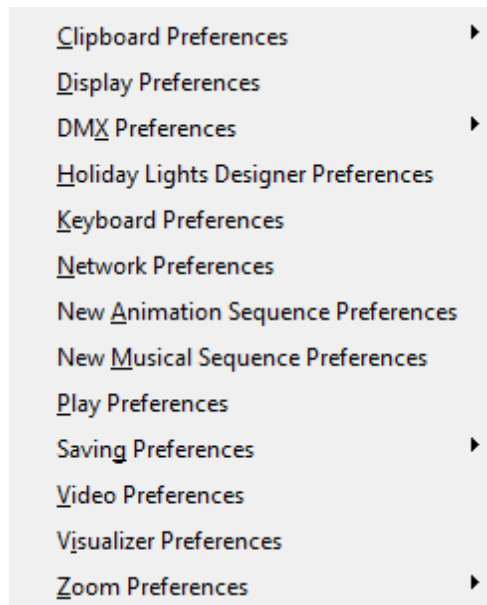 Clipboard Preferences
Display Preferences
DMX Preferences
Holiday Lights Designer Preferences
Keyboard Preferences
Network Preferences
New Animation Sequence Preferences
New Musical Sequence Preferences
Play Preferences
Saving Preferences
Video Preferences
Visualizer Preferences
Zoom Preferences